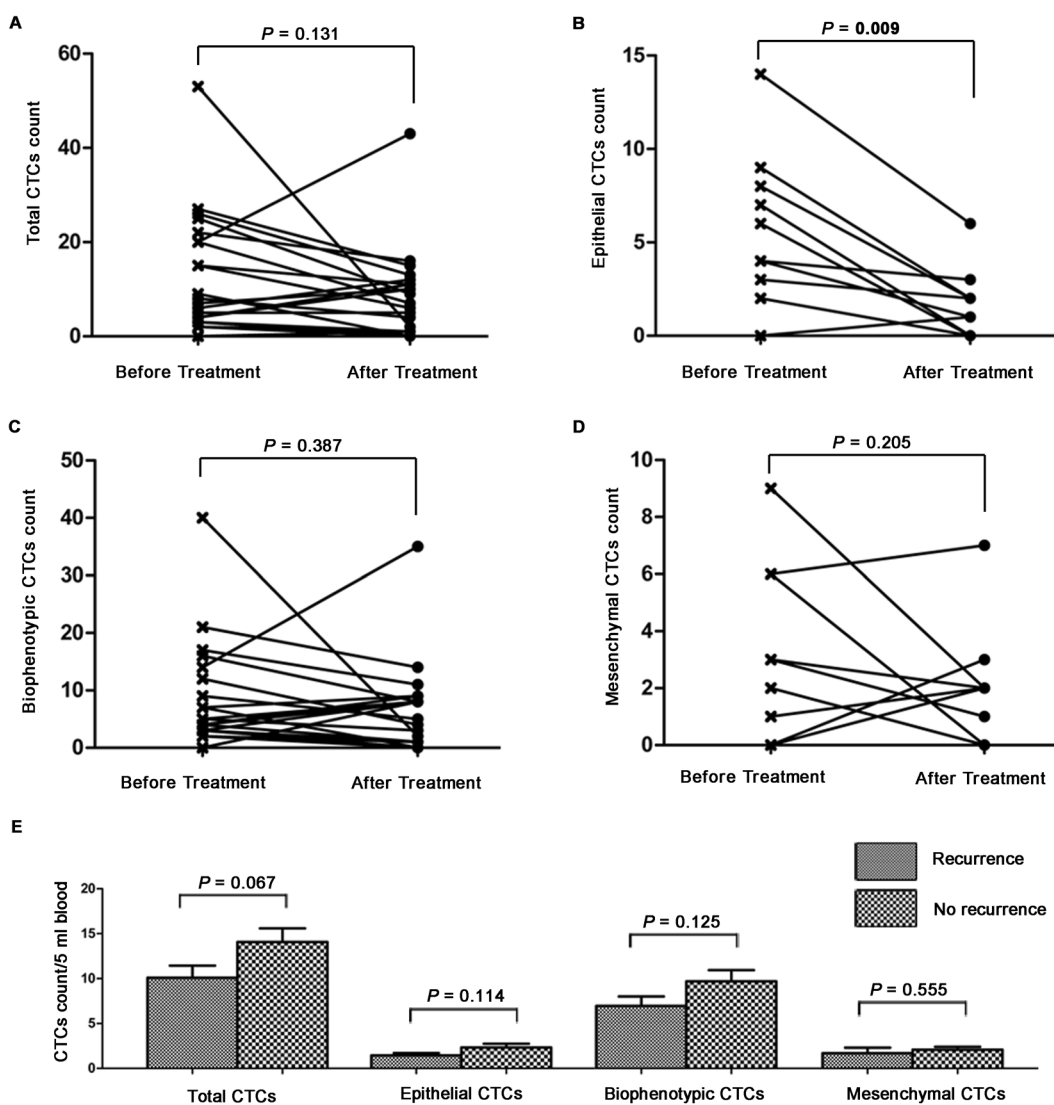 A
P = 0.131
Total CTCs count
60
40
20
0
Before Treatment
After Treatment
B
P = 0.009
Epithelial CTCs count
15
10
5
0
Before Treatment
After Treatment
C
P = 0.387
Biophenotypic CTCs count
50
40
30
20
10
0
Before Treatment
After Treatment
D
P = 0.205
Mesenchymal CTCs count
10
8
6
4
2
0
Before Treatment
After Treatment
E
Recurrence
No recurrence
CTCs count/5 ml blood
20
15
10
5
0
P = 0.067
P = 0.114
P = 0.125
P = 0.555
Total CTCs
Epithelial CTCs
Biophenotypic CTCs
Mesenchymal CTCs